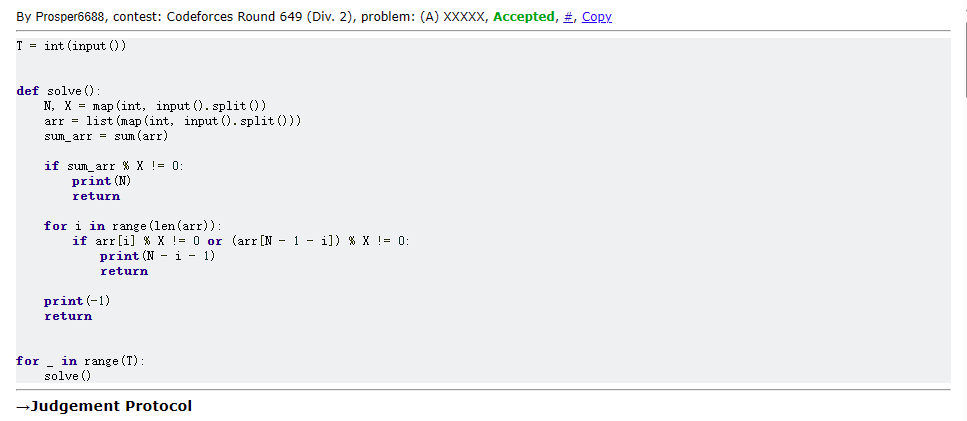 By Prosper6688, contest: Codeforces Round 649 (Div. 2), problem: (A) XXXXX, Accepted, #, Copy
T = int(input())
def solve():
    N, X = map(int, input().split())
    arr = list(map(int, input().split()))
    sum_arr = sum(arr)
    if sum_arr % X != 0:
        print(N)
        return
    for i in range(len(arr)):
        if arr[i] % X != 0 or (arr[N - 1 - i]) % X != 0:
            print(N - i - 1)
            return
    print(-1)
    return
for _ in range(T):
    solve()
→Judgement Protocol